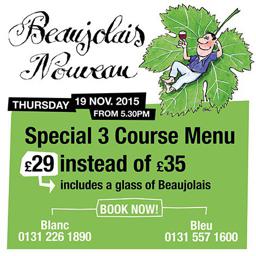 Beaujolais
Nouveau
THURSDAY 19 NOV. 2015
FROM 5.30PM
Special 3 Course Menu
£29 instead of £35
includes a glass of Beaujolais
BOOK NOW!
Blanc Bleu
0131 226 1890 0131 557 1600